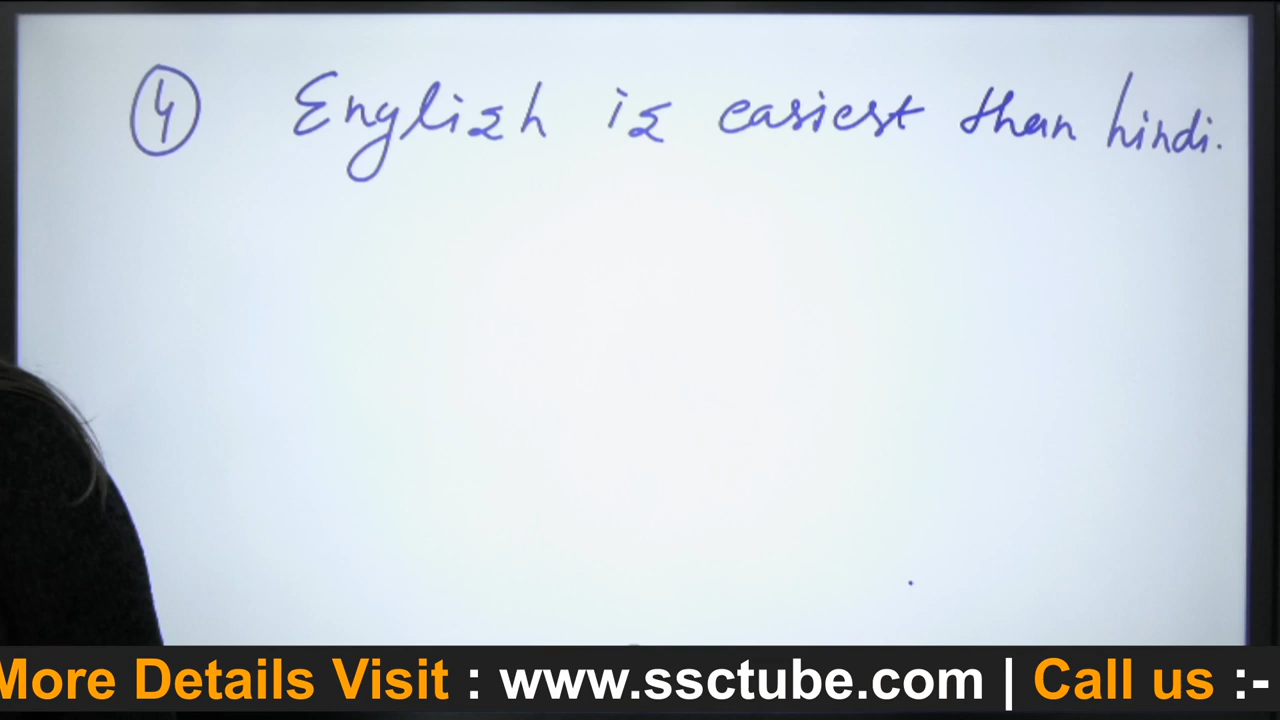 4 English is easiest than hindi.
More Details Visit : www.ssctube.com | Call us :-